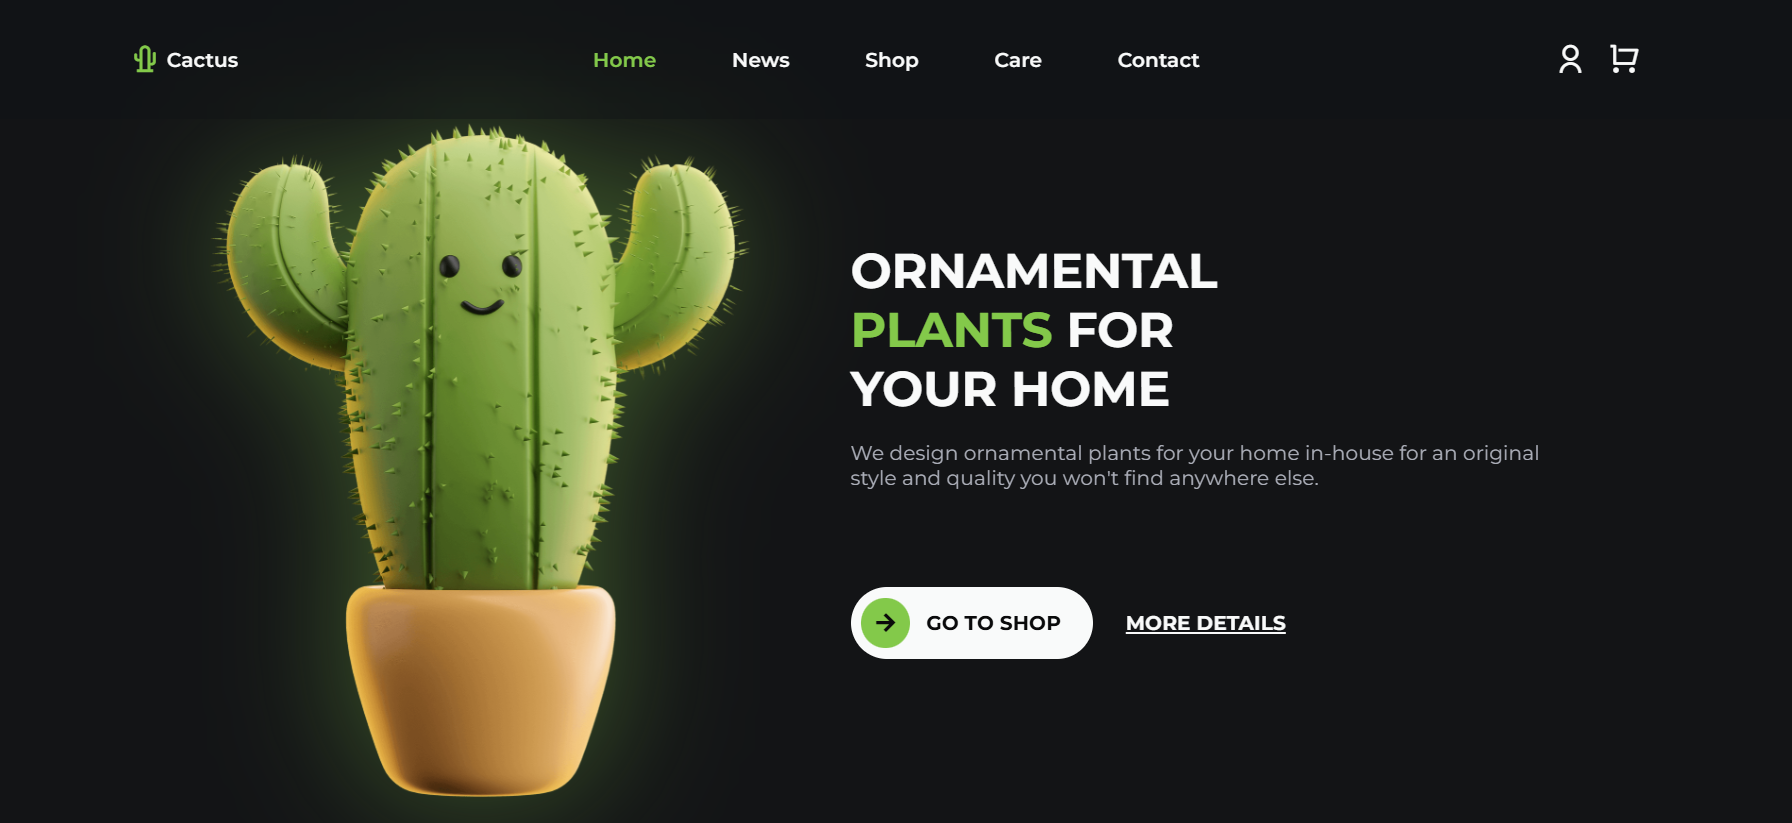 Cactus
Home News Shop Care Contact
ORNAMENTAL
PLANTS FOR
YOUR HOME
We design ornamental plants for your home in-house for an original
style and quality you won't find anywhere else.
GO TO SHOP
MORE DETAILS